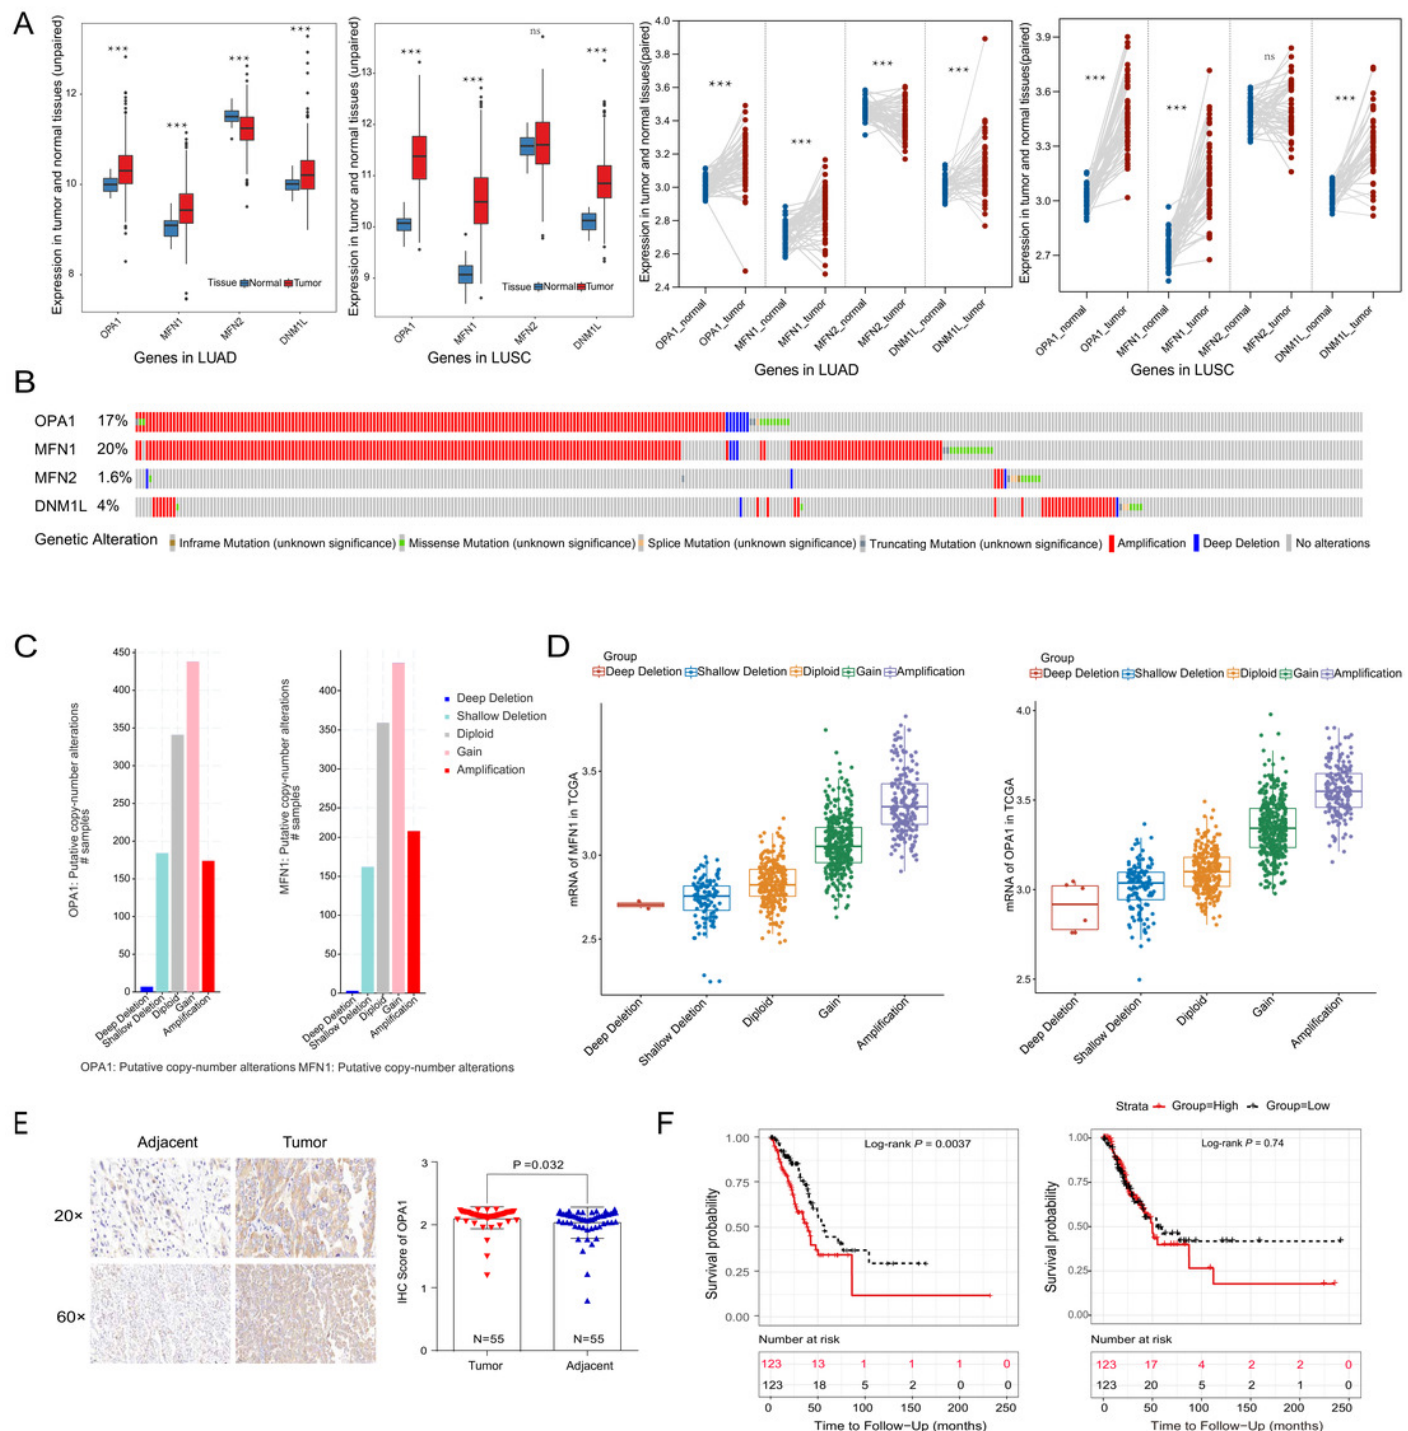 A
Expression in tumor and normal tissues (unpaired)
10
8
***
***
***
***
Tissue Normal Tumor
OPA1
MFN1
MFN2
DNM1L
Genes in LUAD
Expression in tumor and normal tissues (unpaired)
13
12
11
10
9
***
***
ns
***
Tissue Normal Tumor
OPA1
MFN1
MFN2
DNM1L
Genes in LUSC
Expression in tumor and normal tissues(paired)
4.0
3.6
3.2
3.0
2.8
2.4
***
***
***
***
OPA1_normal
OPA1_tumor
MFN1_normal
MFN1_tumor
MFN2_normal
MFN2_tumor
DNM1L_normal
DNM1L_tumor
Genes in LUAD
Expression in tumor and normal tissues(paired)
3.9
3.6
3.3
3.0
2.7
***
***
ns
***
OPA1_normal
OPA1_tumor
MFN1_normal
MFN1_tumor
MFN2_normal
MFN2_tumor
DNM1L_normal
DNM1L_tumor
Genes in LUSC
B
OPA1 17%
MFN1 20%
MFN2 1.6%
DNM1L 4%
Genetic Alteration Inframe Mutation (unknown significance) Missense Mutation (unknown significance) Splice Mutation (unknown significance) Truncating Mutation (unknown significance) Amplification Deep Deletion No alterations
C
OPA1: Putative copy-number alterations
# samples
450
400
350
300
250
200
150
100
50
0
Deep Deletion
Shallow Deletion
Diploid
Gain
Amplification
MFN1: Putative copy-number alterations
# samples
400
350
300
250
200
150
100
50
0
Deep Deletion
Shallow Deletion
Diploid
Gain
Amplification
Deep Deletion
Shallow Deletion
Diploid
Gain
Amplification
OPA1: Putative copy-number alterations MFN1: Putative copy-number alterations
D
Group
Deep Deletion Shallow Deletion Diploid Gain Amplification
mRNA of MFN1 in TCGA
3.5
3.0
2.5
Deep Deletion
Shallow Deletion
Diploid
Gain
Amplification
Group
Deep Deletion Shallow Deletion Diploid Gain Amplification
mRNA of OPA1 in TCGA
4.0
3.5
3.0
2.5
Deep Deletion
Shallow Deletion
Diploid
Gain
Amplification
E
Adjacent Tumor
20×
60×
IHC Score of OPA1
3
2
1
0
P =0.032
N=55 N=55
Tumor Adjacent
F
Strata Group=High Group=Low
Survival probability
1.00
0.75
0.50
0.25
0.00
Log-rank P = 0.0037
Number at risk
123 13 1 1 1 0
123 18 5 2 0 0
0 50 100 150 200 250
Time to Follow-Up (months)
Survival probability
1.00
0.75
0.50
0.25
0.00
Log-rank P = 0.74
Number at risk
123 17 4 2 2 0
123 20 5 2 1 0
0 50 100 150 200 250
Time to Follow-Up (months)